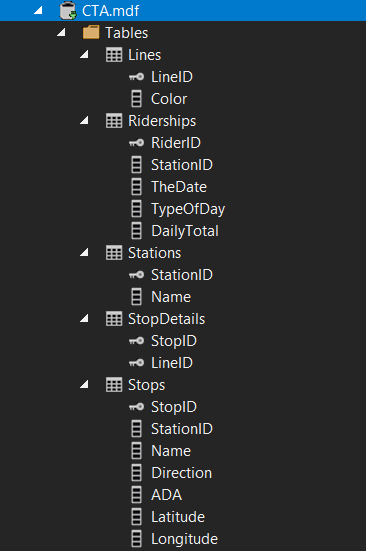 CTA.mdf
Tables
Lines
LineID
Color
Riderships
RiderID
StationID
TheDate
TypeOfDay
DailyTotal
Stations
StationID
Name
StopDetails
StopID
LineID
Stops
StopID
StationID
Name
Direction
ADA
Latitude
Longitude